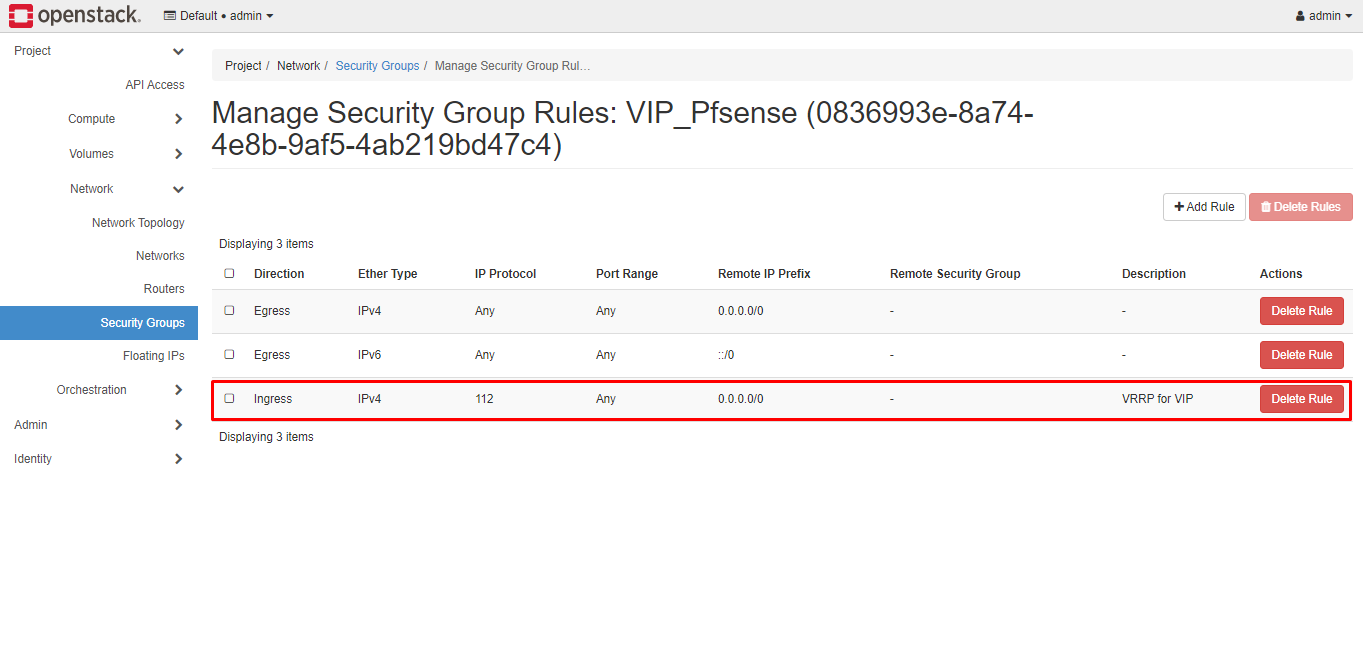 openstack. Default • admin admin
Project
API Access
Compute
Volumes
Network
Network Topology
Networks
Routers
Security Groups
Floating IPs
Orchestration
Admin
Identity
Project / Network / Security Groups / Manage Security Group Rul…
Manage Security Group Rules: VIP_Pfsense (0836993e-8a74-
4e8b-9af5-4ab219bd47c4)
+ Add Rule Delete Rules
Displaying 3 items
Direction Ether Type IP Protocol Port Range Remote IP Prefix Remote Security Group Description Actions
Egress IPv4 Any Any 0.0.0.0/0 - - Delete Rule
Egress IPv6 Any Any ::/0 - - Delete Rule
Ingress IPv4 112 Any 0.0.0.0/0 - VRRP for VIP Delete Rule
Displaying 3 items